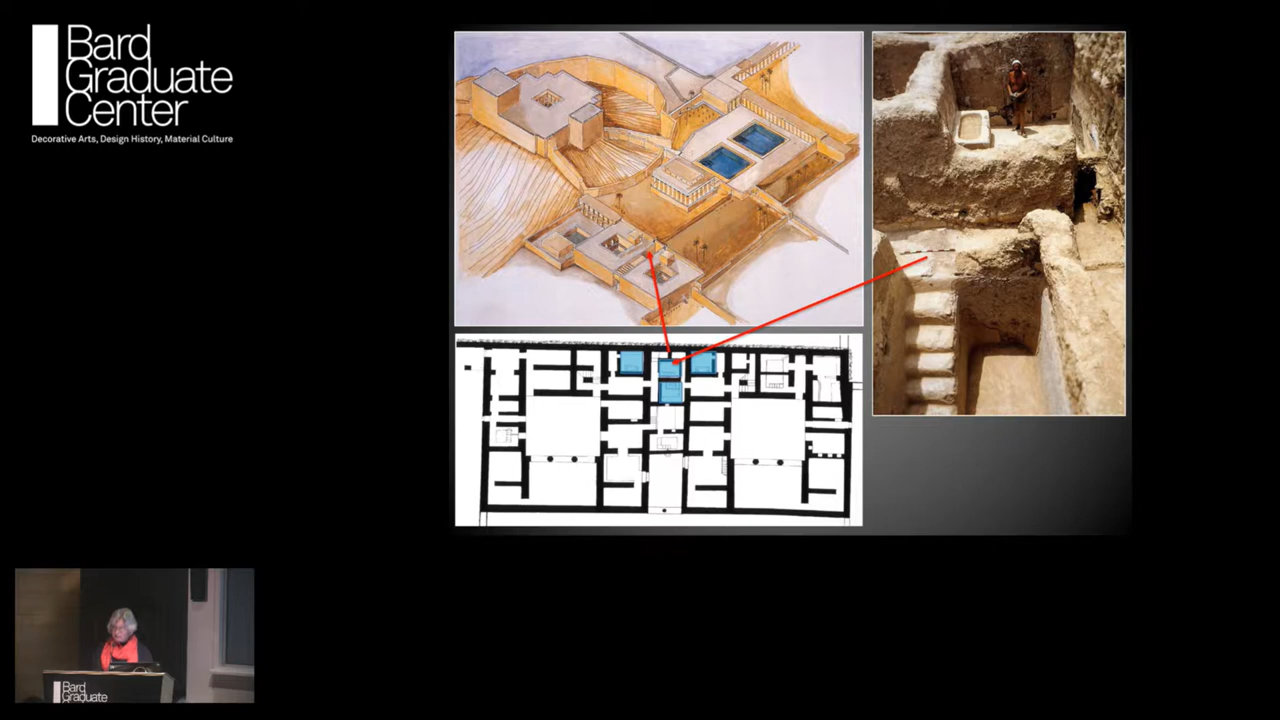 Bard
Graduate
Center
Decorative Arts, Design History, Material Culture
Bard
Graduate